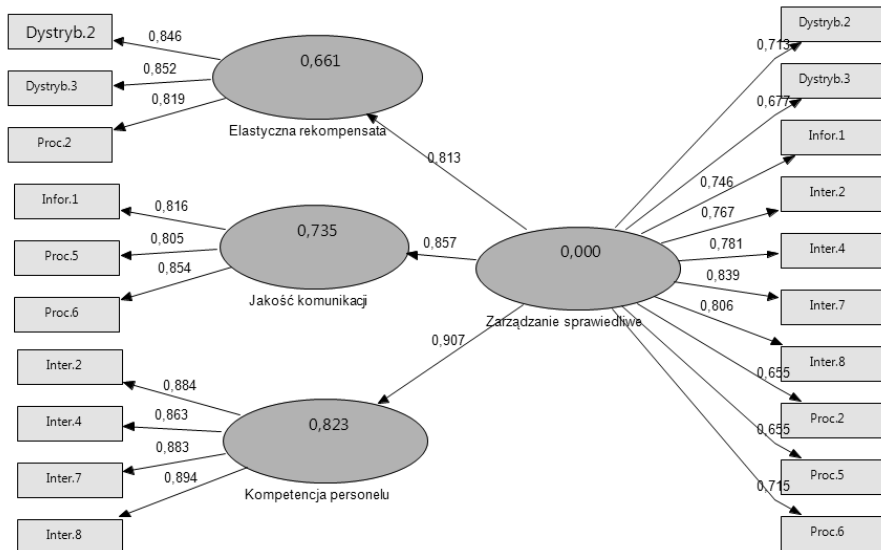 Dystryb.2
0,846
Dystryb.3
0,852
Proc.2
0,819
0,661
Elastyczna rekompensata
0,813
Infor.1
0,816
Proc.5
0,805
Proc.6
0,854
0,735
Jakość komunikacji
0,857
Inter.2
0,884
Inter.4
0,863
Inter.7
0,883
Inter.8
0,894
0,823
Kompetencja personelu
0,907
0,000
Zarządzanie sprawiedliwe
0,713
Dystryb.2
0,677
Dystryb.3
0,746
Infor.1
0,767
Inter.2
0,781
Inter.4
0,839
Inter.7
0,806
Inter.8
0,655
Proc.2
0,655
Proc.5
0,715
Proc.6